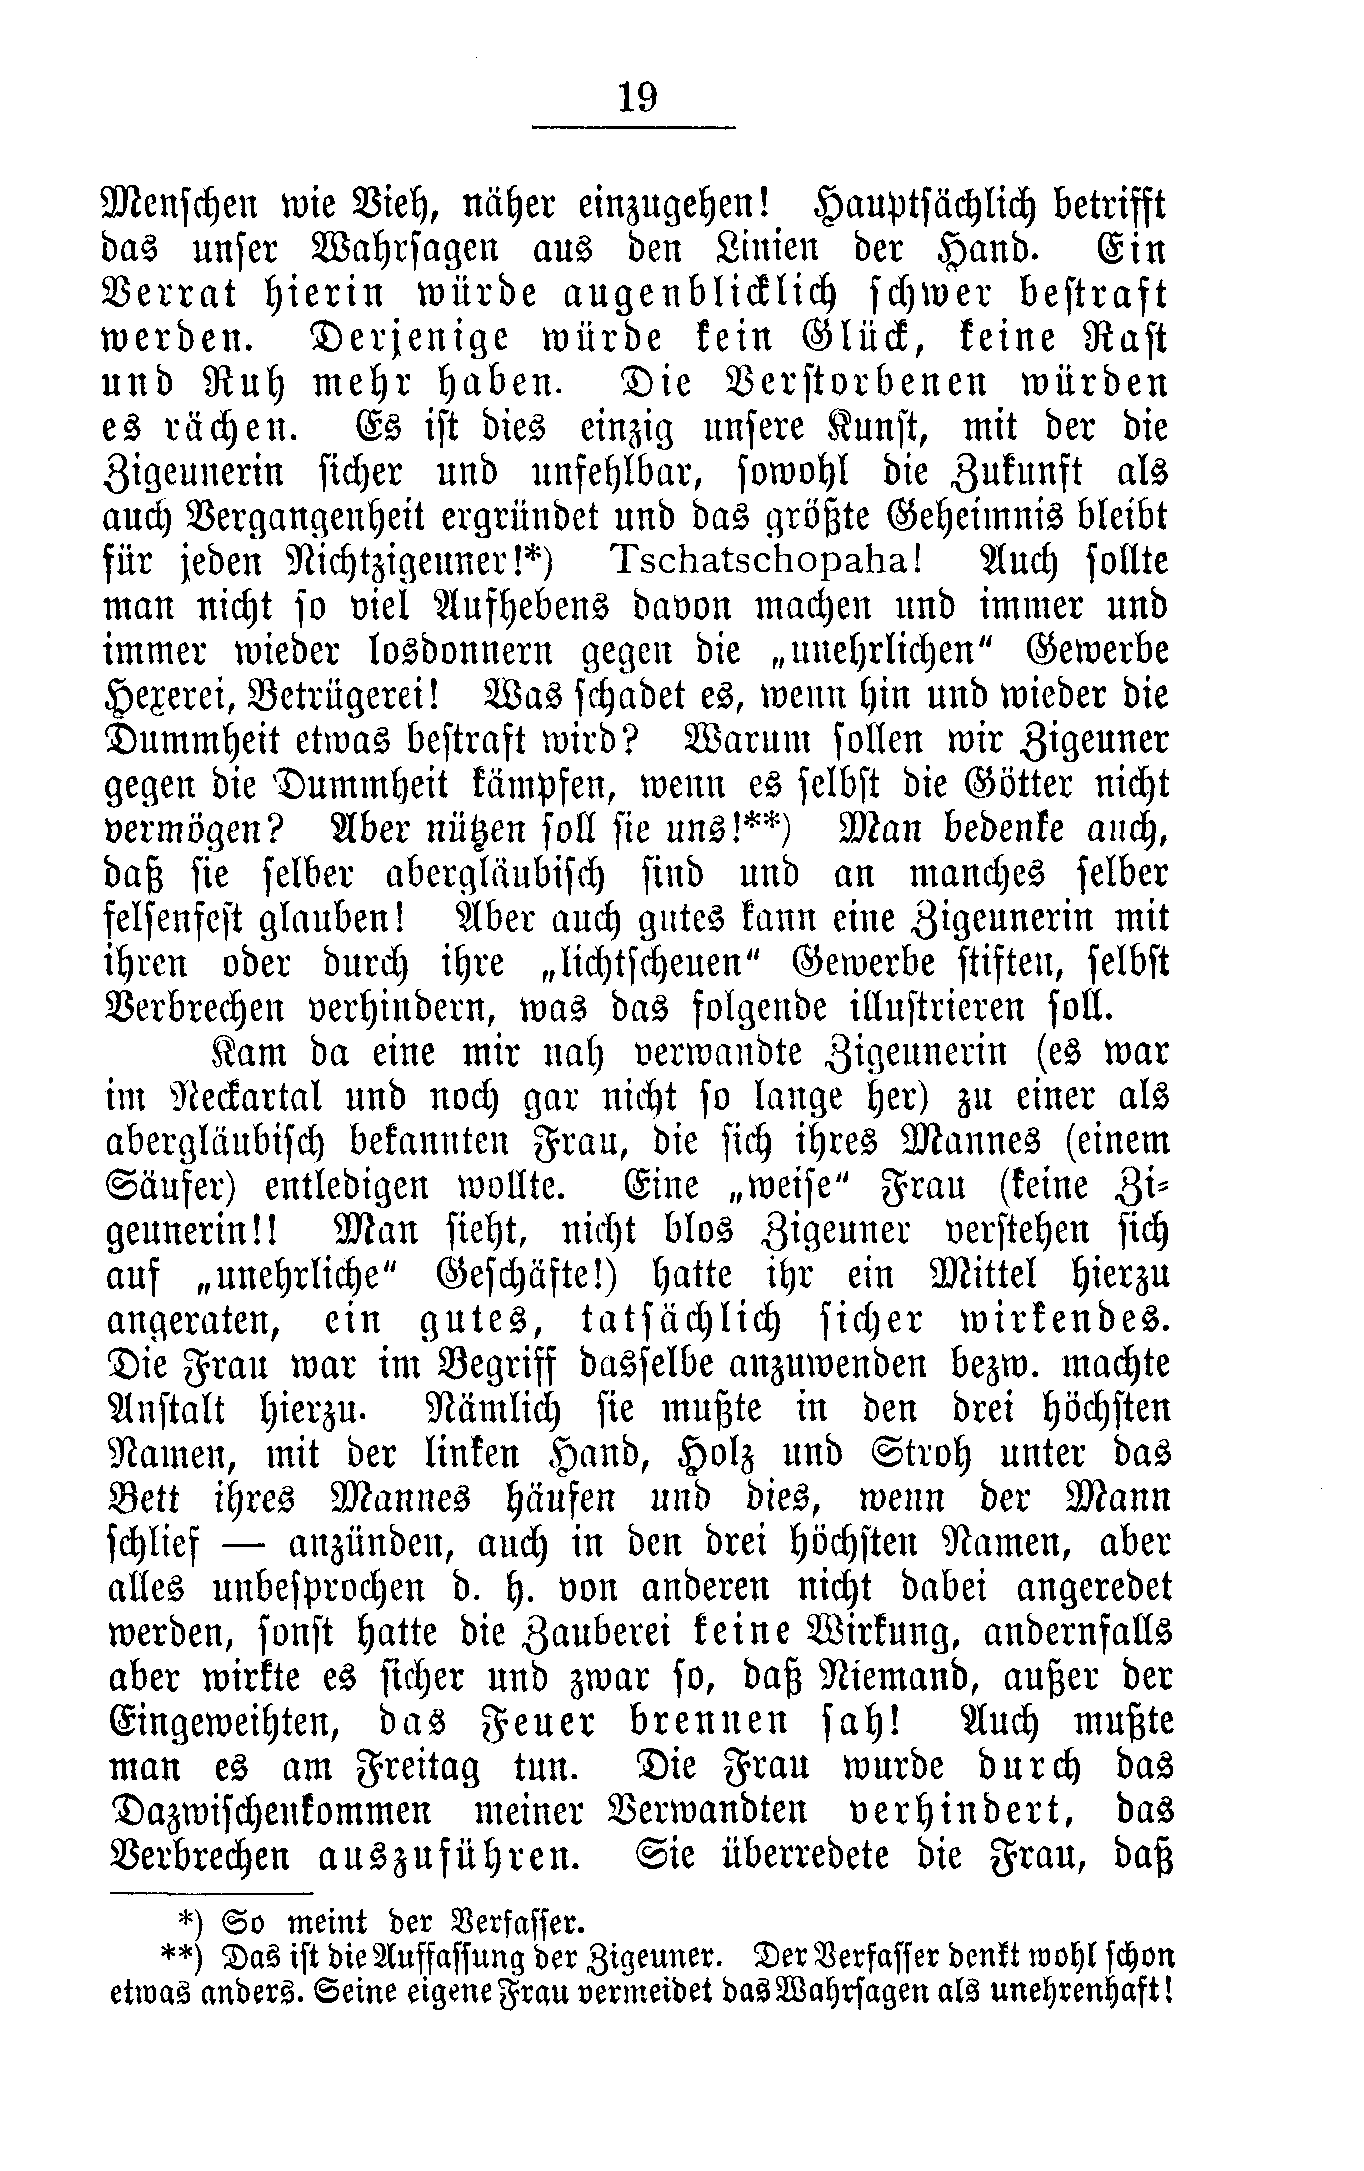 19
Menschen wie Vieh, näher einzugehen! Hauptsächlich betrifft
das unser Wahrsagen aus den Linien der Hand. Ein
Verrat hierin würde augenblicklich schwer bestraft
werden. Derjenige würde kein Glück, keine Rast
und Ruh mehr haben. Die Verstorbenen würden
es rächen. Es ist dies einzig unsere Kunst, mit der die
Zigeunerin sicher und unfehlbar, sowohl die Zukunft als
auch Vergangenheit ergründet und das größte Geheimnis bleibt
für jeden Nichtzigeuner!*) Tschatschopaha! Auch sollte
man nicht so viel Aufhebens davon machen und immer und
immer wieder losdonnern gegen die „unehrlichen“ Gewerbe
Hexerei, Betrügerei! Was schadet es, wenn hin und wieder die
Dummheit etwas bestraft wird? Warum sollen wir Zigeuner
gegen die Dummheit kämpfen, wenn es selbst die Götter nicht
vermögen? Aber nützen soll sie uns!**) Man bedenke auch,
daß sie selber abergläubisch sind und an manches selber
felsenfest glauben! Aber auch gutes kann eine Zigeunerin mit
ihren oder durch ihre „lichtscheuen“ Gewerbe stiften, selbst
Verbrechen verhindern, was das folgende illustrieren soll.
Kam da eine mir nah verwandte Zigeunerin (es war
im Neckartal und noch gar nicht so lange her) zu einer als
abergläubisch bekannten Frau, die sich ihres Mannes (einem
Säufer) entledigen wollte. Eine „weise“ Frau (keine Zi-
geunerin!! Man sieht, nicht blos Zigeuner verstehen sich
auf „unehrliche“ Geschäfte!) hatte ihr ein Mittel hierzu
angeraten, ein gutes, tatsächlich sicher wirkendes.
Die Frau war im Begriff dasselbe anzuwenden bezw. machte
Anstalt hierzu. Nämlich sie mußte in den drei höchsten
Namen, mit der linken Hand, Holz und Stroh unter das
Bett ihres Mannes häufen und dies, wenn der Mann
schlief — anzünden, auch in den drei höchsten Namen, aber
alles unbesprochen d. h. von anderen nicht dabei angeredet
werden, sonst hatte die Zauberei keine Wirkung, andernfalls
aber wirkte es sicher und zwar so, daß Niemand, außer der
Eingeweihten, das Feuer brennen sah! Auch mußte
man es am Freitag tun. Die Frau wurde durch das
Dazwischenkommen meiner Verwandten verhindert, das
Verbrechen auszuführen. Sie überredete die Frau, daß
*) So meint der Verfasser.
**) Das ist die Auffassung der Zigeuner. Der Verfasser denkt wohl schon
etwas anders. Seine eigene Frau vermeidet das Wahrsagen als unehrenhaft!